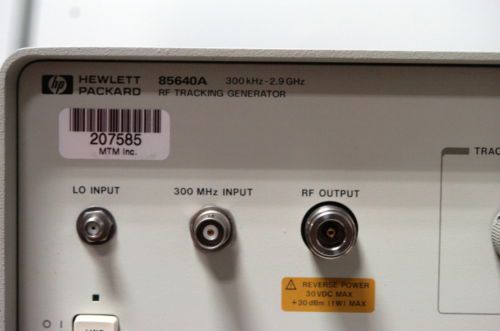 hp HEWLETT PACKARD 85640A 300 kHz - 2.9 GHz
RF TRACKING GENERATOR
207585
MTM Inc.
TRAC
LO INPUT 300 MHz INPUT RF OUTPUT
REVERSE POWER
30 VDC MAX
+30 dBm (1W) MAX
O I